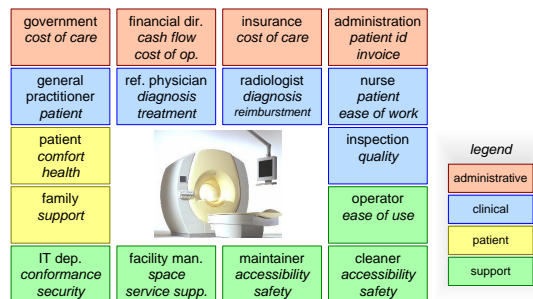 government
cost of care
financial dir.
cash flow
cost of op.
insurance
cost of care
administration
patient id
invoice
general
practitioner
patient
ref. physician
diagnosis
treatment
radiologist
diagnosis
reimburstment
nurse
patient
ease of work
patient
comfort
health
inspection
quality
family
support
operator
ease of use
IT dep.
conformance
security
facility man.
space
service supp.
maintainer
accessibility
safety
cleaner
accessibility
safety
legend
administrative
clinical
patient
support